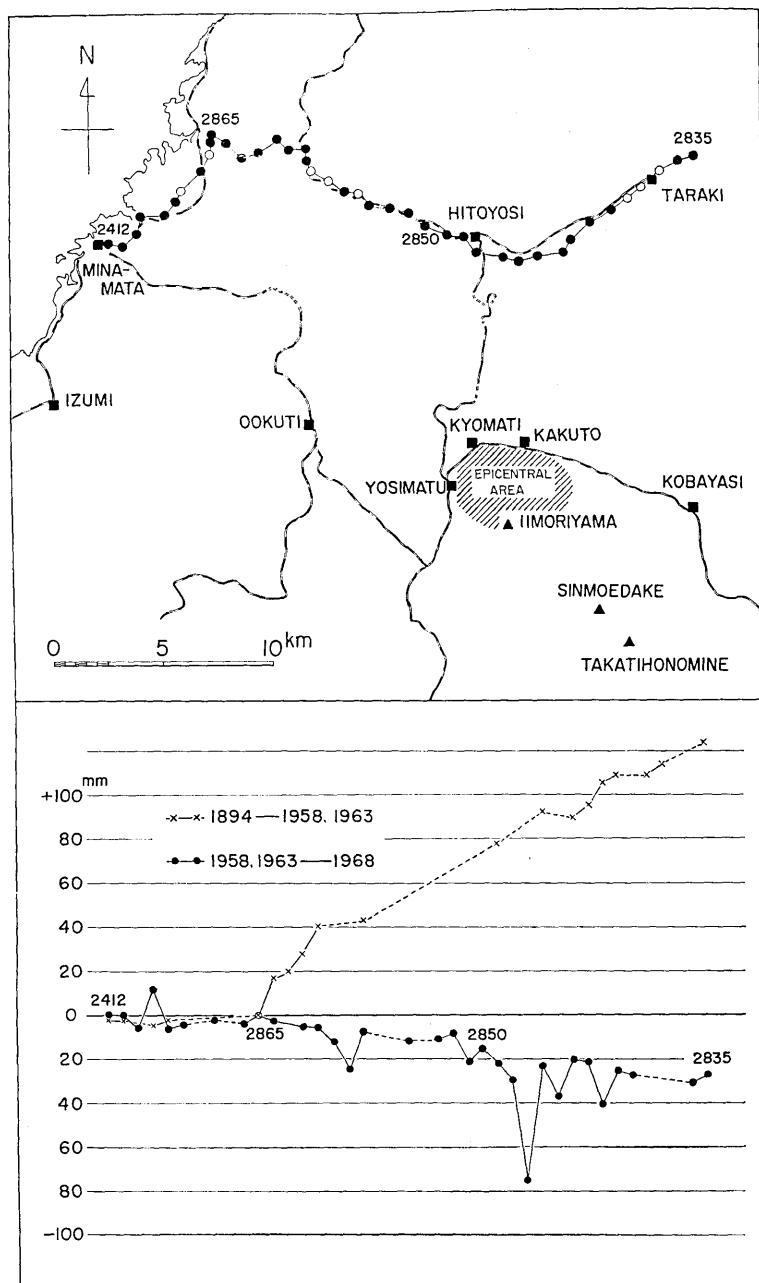 N
2865
2835
TARAKI
HITOYOSI
2850
2412
MINA-
MATA
IZUMI
OOKUTI
KYOMATI
KAKUTO
EPICENTRAL
AREA
YOSIMATU
KOBAYASI
IIMORIYAMA
SINMOEDAKE
TAKATIHONOMINE
0 5 10 km
mm
+100
-x—x- 1894 — 1958, 1963
80
1958, 1963 — 1968
60
40
20
2412
0
2865
2850
20
2835
40
60
80
-100